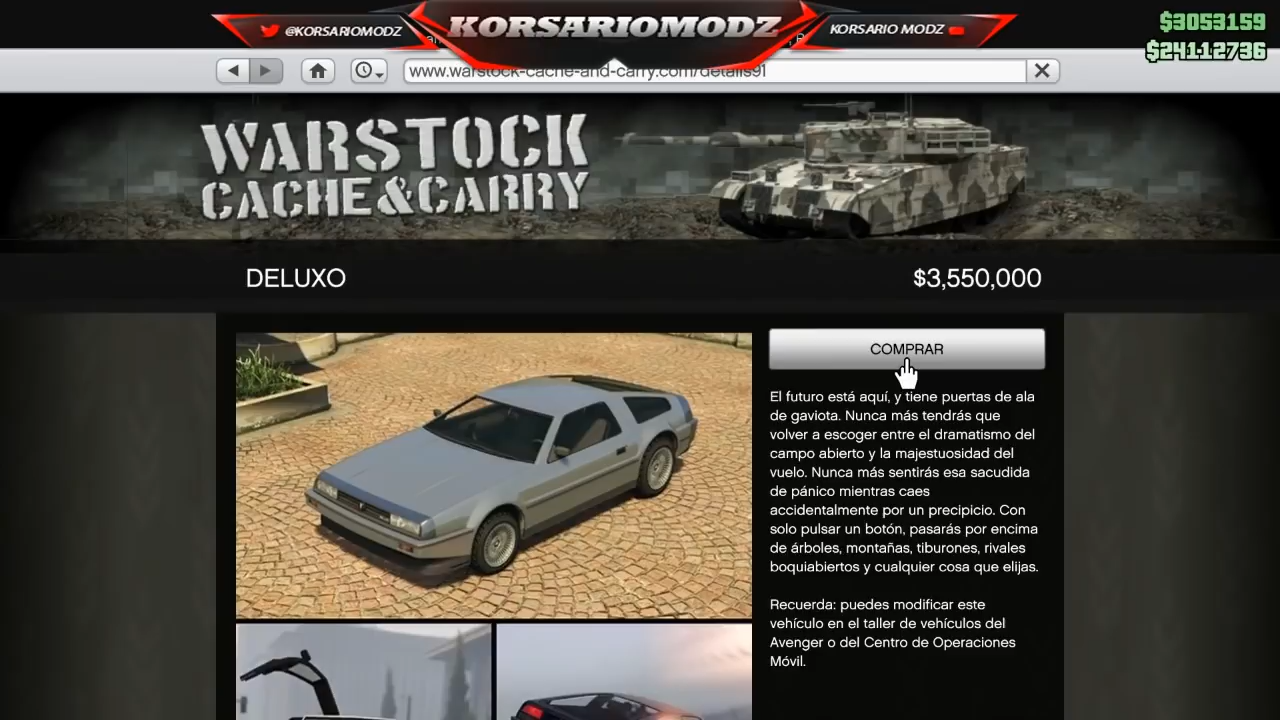 KORSARIOMODZ
@KORSARIOMODZ
KORSARIO MODZ
$3053159
$24112736
www.warstock-cache-and-carry.com/details91
WARSTOCK
CACHE&CARRY
DELUXO
$3,550,000
COMPRAR
El futuro está aquí, y tiene puertas de ala
de gaviota. Nunca más tendrás que
volver a escoger entre el dramatismo del
campo abierto y la majestuosidad del
vuelo. Nunca más sentirás esa sacudida
de pánico mientras caes
accidentalmente por un precipicio. Con
solo pulsar un botón, pasarás por encima
de árboles, montañas, tiburones, rivales
boquiabiertos y cualquier cosa que elijas.
Recuerda: puedes modificar este
vehículo en el taller de vehículos del
Avenger o del Centro de Operaciones
Móvil.